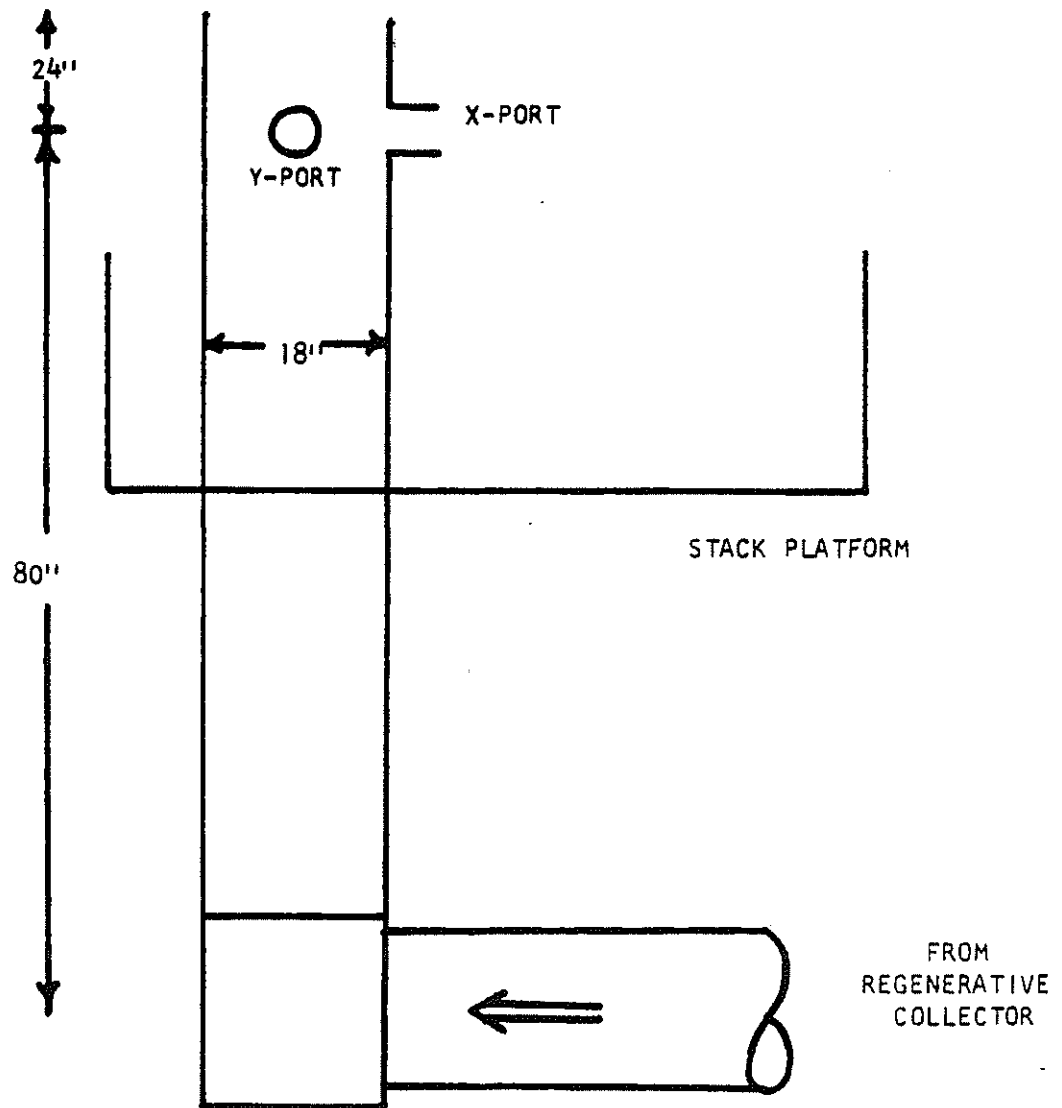 24"
X-PORT
Y-PORT
18"
STACK PLATFORM
80"
FROM
REGENERATIVE
COLLECTOR